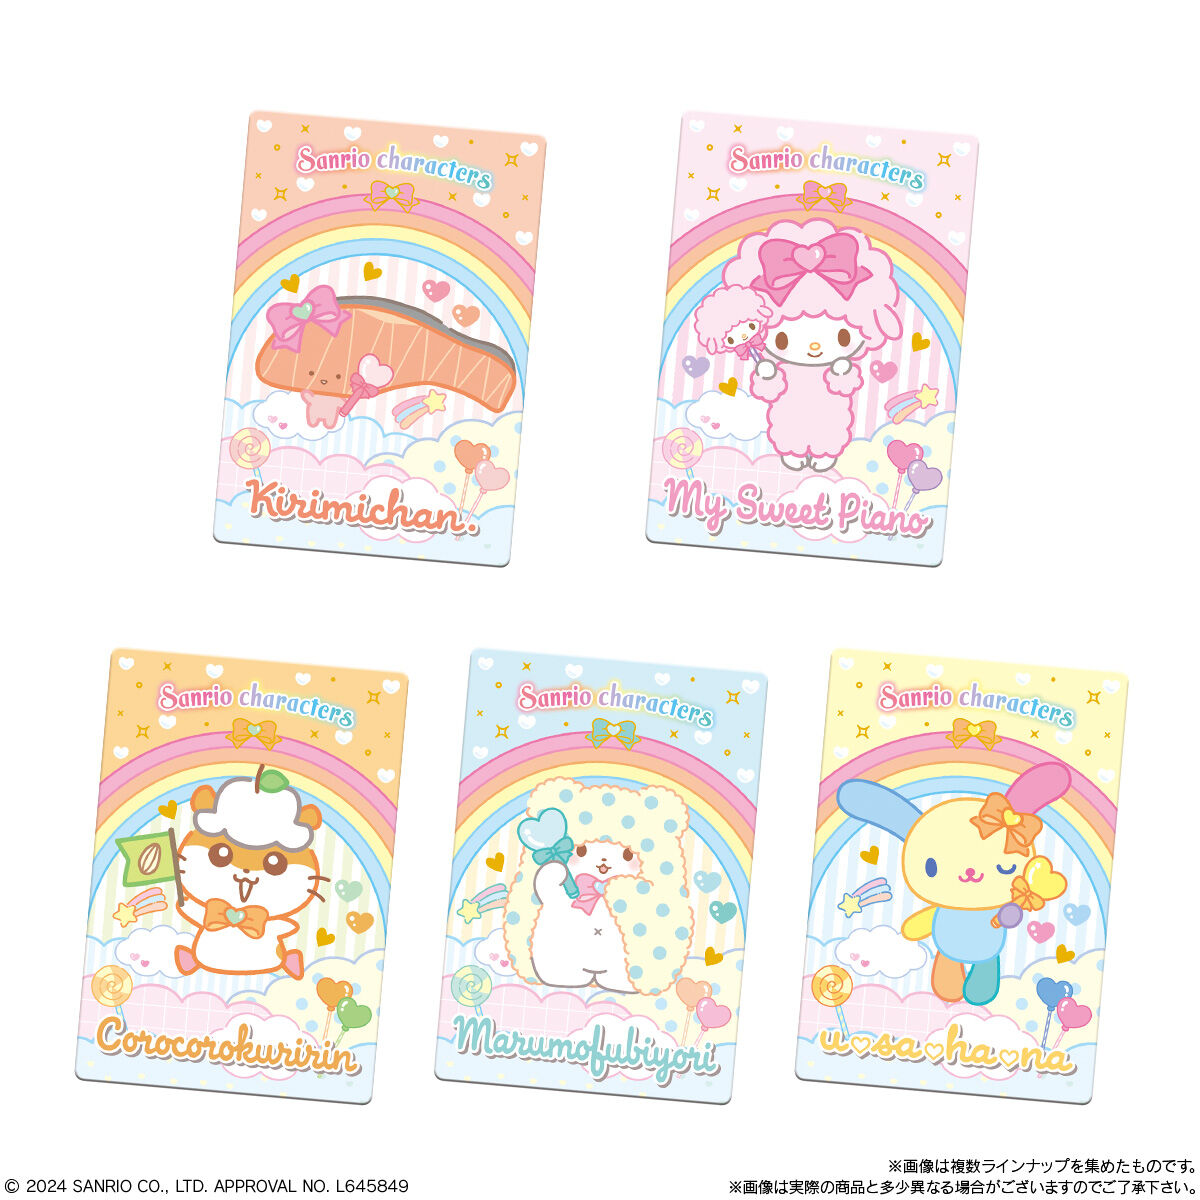 Sanrio characters
Kirimichan.
Sanrio characters
My Sweet Piano
Sanrio characters
Corocorokuririn
Sanrio characters
Marumofubiyori
Sanrio characters
u♡sa♡ha♡na
※画像は複数ラインナップを集めたものです。
© 2024 SANRIO CO., LTD. APPROVAL NO. L645849
※画像は実際の商品と多少異なる場合がございますのでご了承下さい。